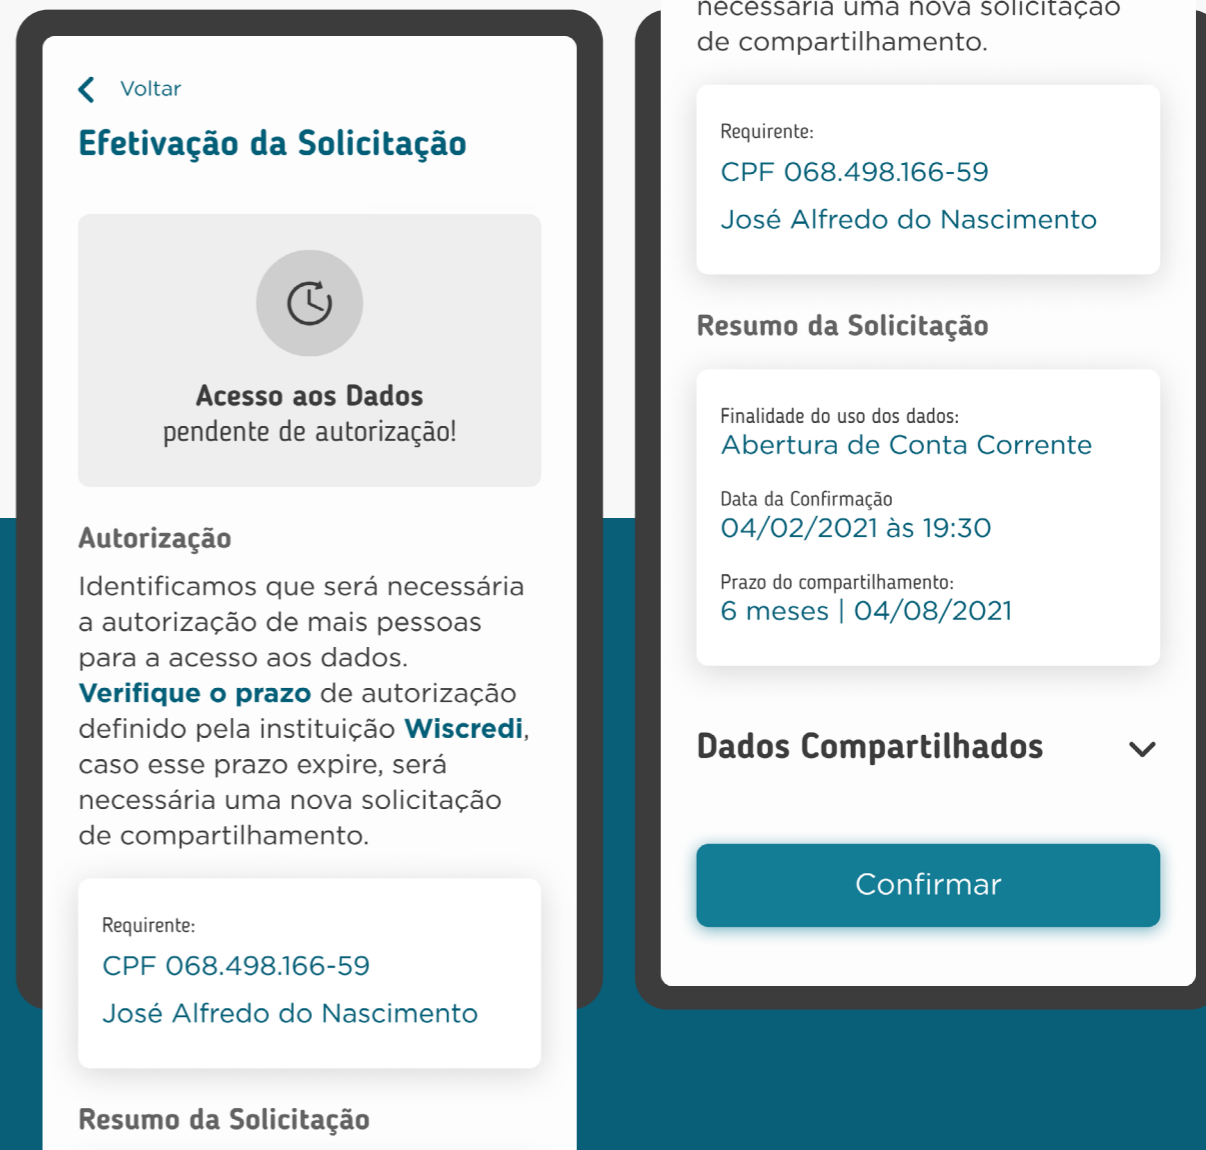 Voltar
Efetivação da Solicitação
Acesso aos Dados
pendente de autorização!
Autorização
Identificamos que será necessária
a autorização de mais pessoas
para a acesso aos dados.
Verifique o prazo de autorização
definido pela instituição Wiscredi,
caso esse prazo expire, será
necessária uma nova solicitação
de compartilhamento.
Requirente:
CPF 068.498.166-59
José Alfredo do Nascimento
Resumo da Solicitação
necessária uma nova solicitação
de compartilhamento.
Requirente:
CPF 068.498.166-59
José Alfredo do Nascimento
Resumo da Solicitação
Finalidade do uso dos dados:
Abertura de Conta Corrente
Data da Confirmação
04/02/2021 às 19:30
Prazo do compartilhamento:
6 meses | 04/08/2021
Dados Compartilhados
Confirmar